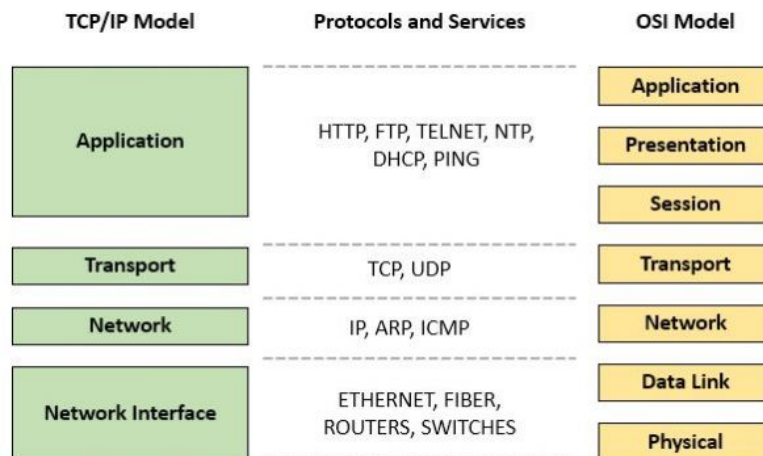 TCP/IP Model
Protocols and Services
OSI Model
Application
HTTP, FTP, TELNET, NTP,
DHCP, PING
Application
Presentation
Session
Transport
TCP, UDP
Transport
Network
IP, ARP, ICMP
Network
Network Interface
ETHERNET, FIBER,
ROUTERS, SWITCHES
Data Link
Physical